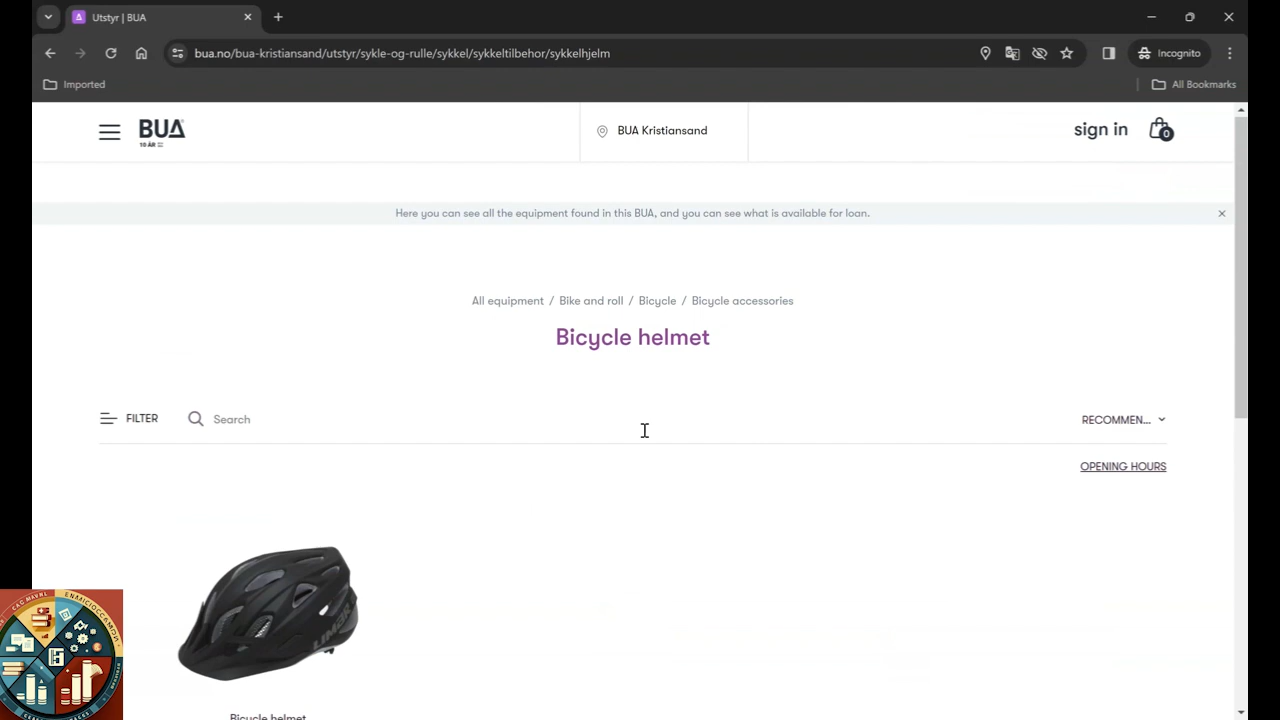 Utstyr | BUA
bua.no/bua-kristiansand/utstyr/sykle-og-rulle/sykkel/sykkeltilbehor/sykkelhjelm
Incognito
Imported
All Bookmarks
BUA
10 ÅR
BUA Kristiansand
sign in
0
Here you can see all the equipment found in this BUA, and you can see what is available for loan.
All equipment / Bike and roll / Bicycle / Bicycle accessories
Bicycle helmet
FILTER
Search
RECOMMEN...
OPENING HOURS
LIMAR
Bicycle helmet